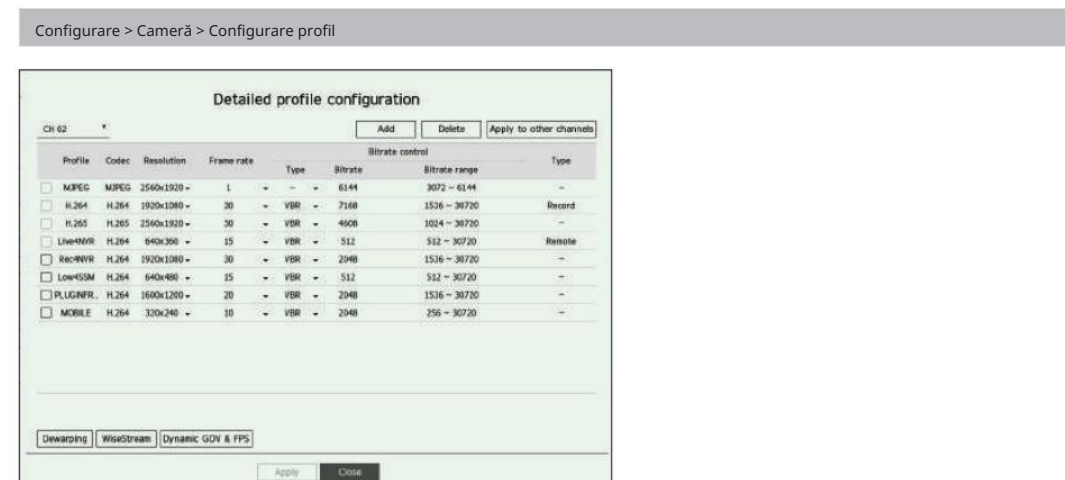 Configurare > Cameră > Configurare profil
Detailed profile configuration
CH 02 Add Delete Apply to other channels
Profile Codec Resolution Frame rate Bitrate control Type
Type Bitrate Bitrate range
MJPEG MJPEG 2560x1920 1 - 6144 3072 ~ 6144 -
H.264 H.264 1920x1080 30 VBR 7168 1536 ~ 30720 Record
H.265 H.265 2560x1920 30 VBR 4608 1024 ~ 30720 -
Live4NVR H.264 640x360 15 VBR 512 512 ~ 30720 Remote
Rec4NVR H.264 1920x1080 30 VBR 2048 1536 ~ 30720 -
Low4SSM H.264 640x480 15 VBR 512 512 ~ 30720 -
PLUGINFR.. H.264 1600x1200 20 VBR 2048 1536 ~ 30720 -
MOBILE H.264 320x240 10 VBR 2048 256 ~ 30720 -
Dewarping WiseStream Dynamic GOV & FPS
Apply Close